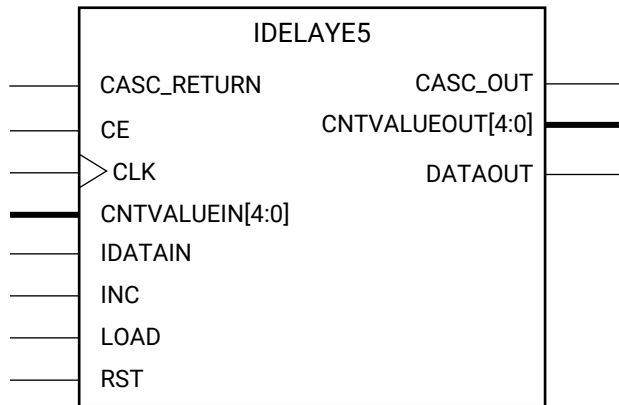 IDELAYE5
CASC_RETURN
CE
CLK
CNTVALUEIN[4:0]
IDATAIN
INC
LOAD
RST
CASC_OUT
CNTVALUEOUT[4:0]
DATAOUT